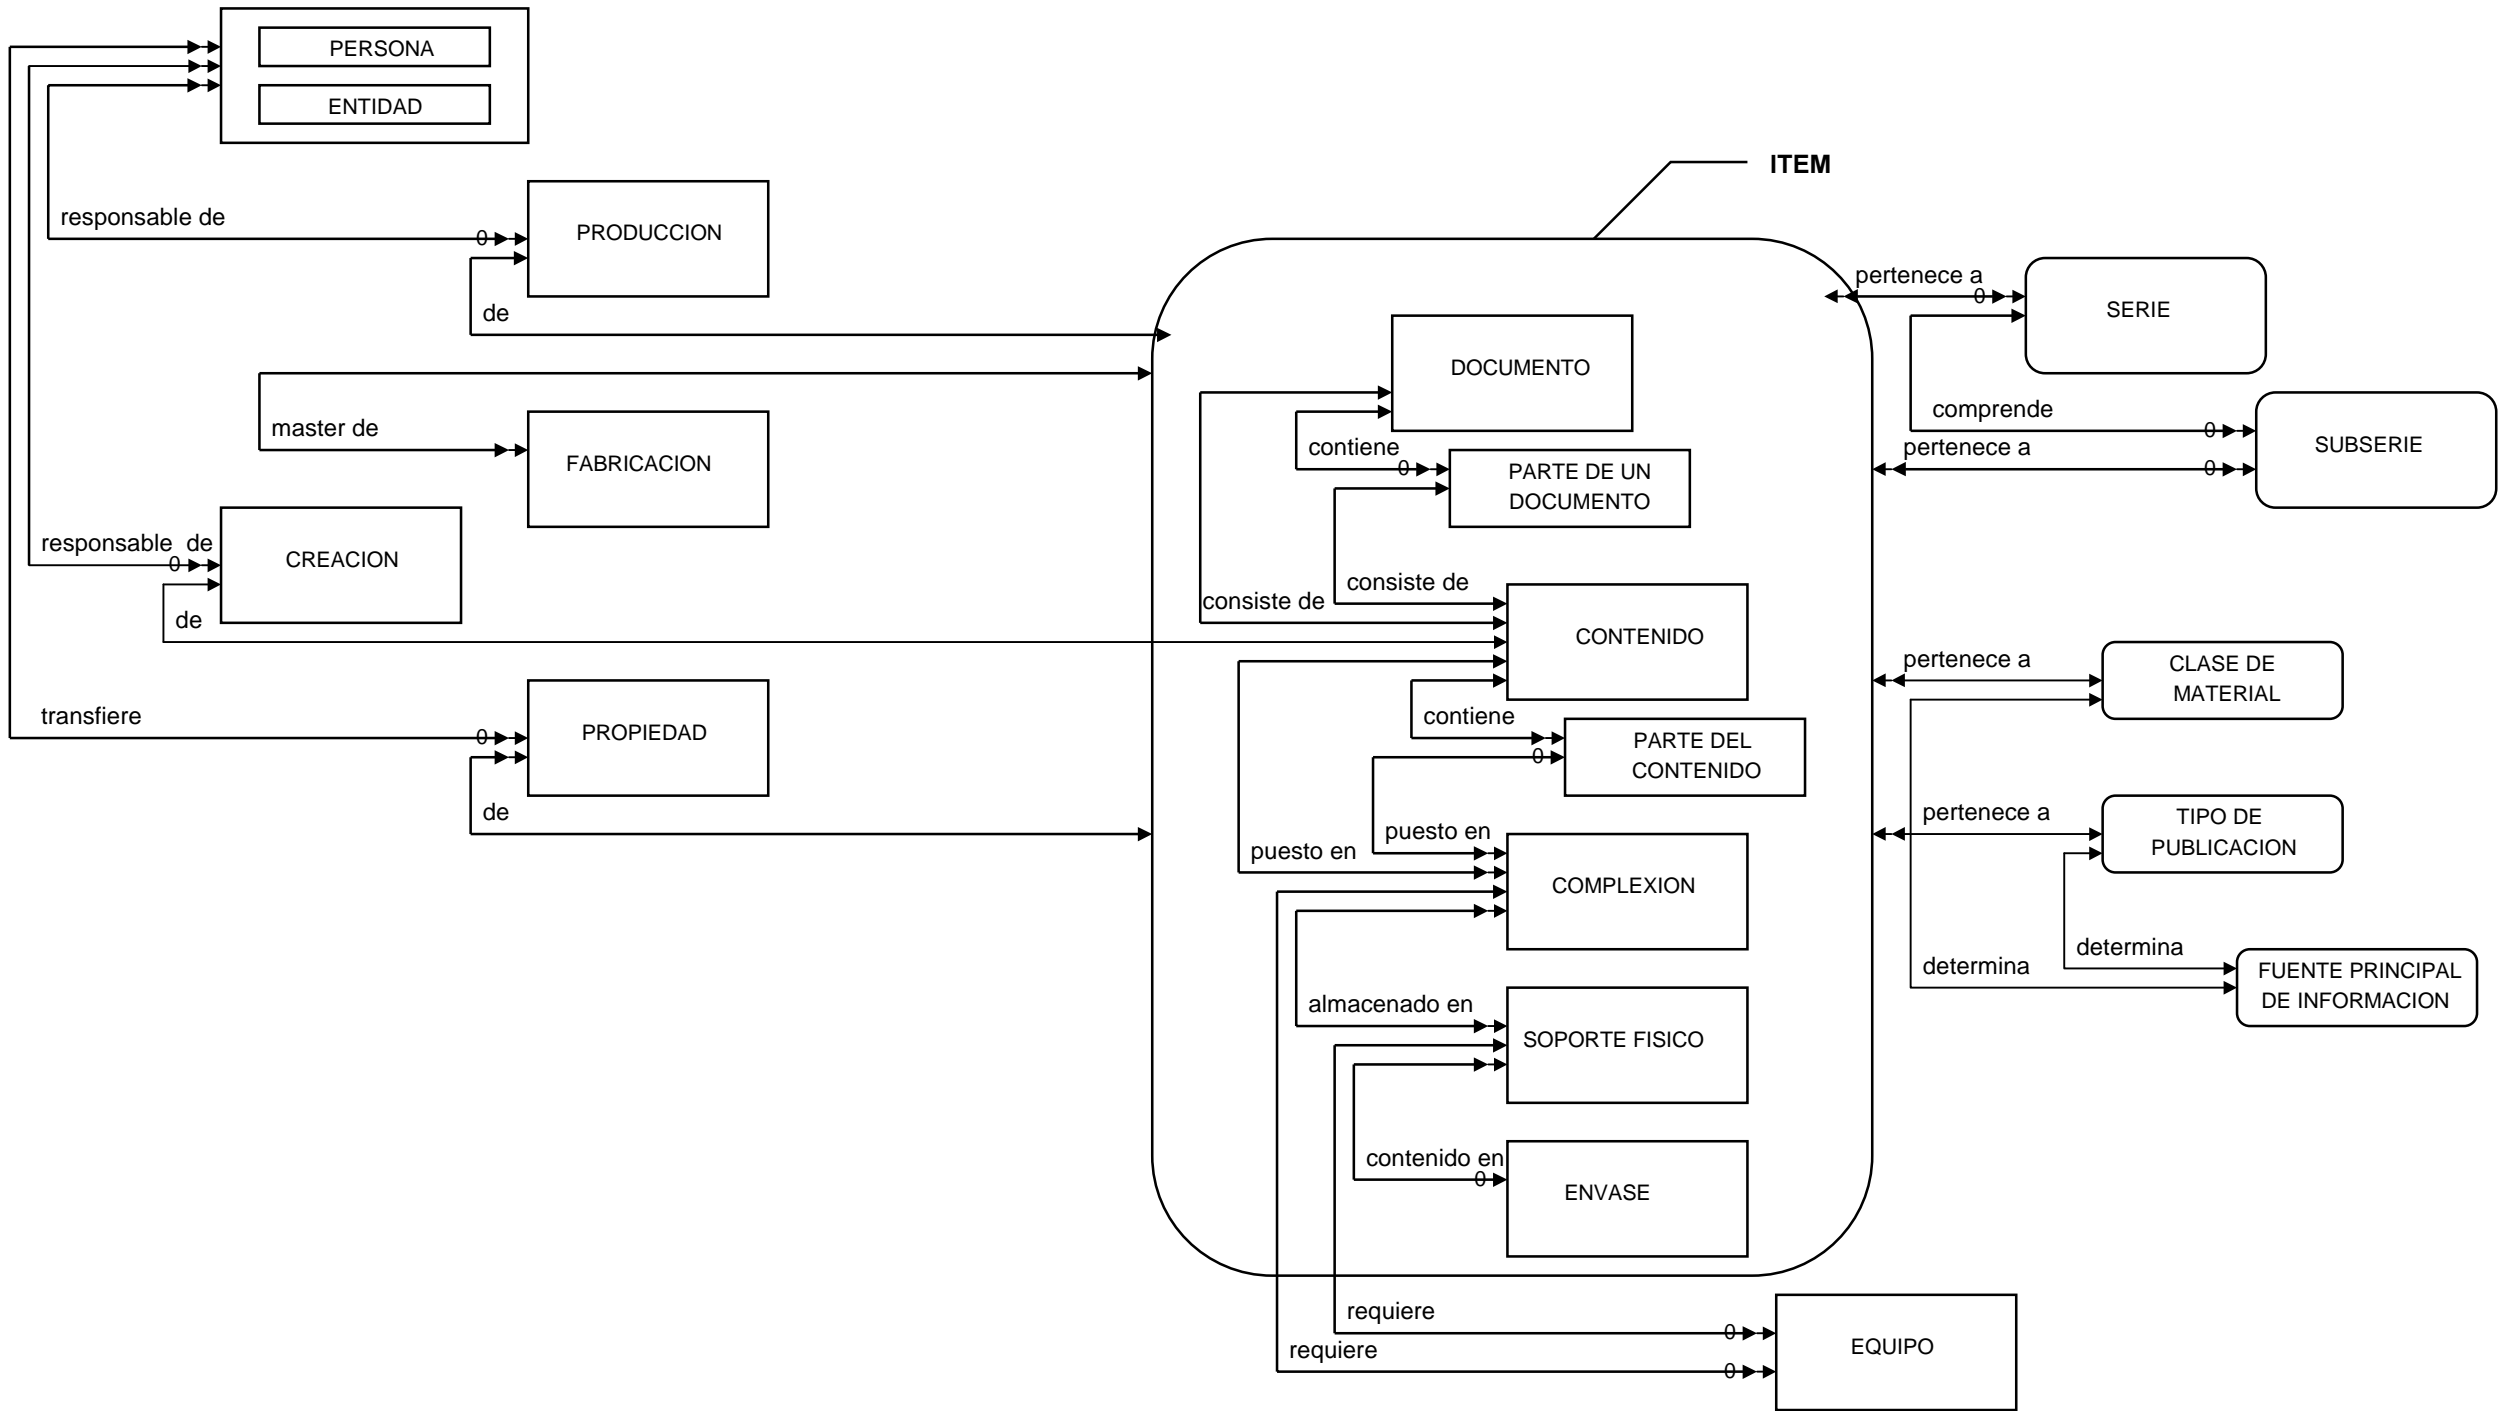 PERSONA
ENTIDAD
ITEM
responsable de
0
PRODUCCION
de
pertenece a
0
SERIE
comprende
0
pertenece a
0
SUBSERIE
DOCUMENTO
contiene
0
PARTE DE UN
DOCUMENTO
master de
FABRICACION
responsable  de
0
CREACION
de
consiste de
consiste de
CONTENIDO
contiene
0
PARTE DEL
CONTENIDO
pertenece a
CLASE DE
MATERIAL
transfiere
0
PROPIEDAD
de
puesto en
puesto en
COMPLEXION
pertenece a
TIPO DE
PUBLICACION
determina
determina
FUENTE PRINCIPAL
DE INFORMACION
almacenado en
SOPORTE FISICO
contenido en
0
ENVASE
requiere
0
requiere
0
EQUIPO